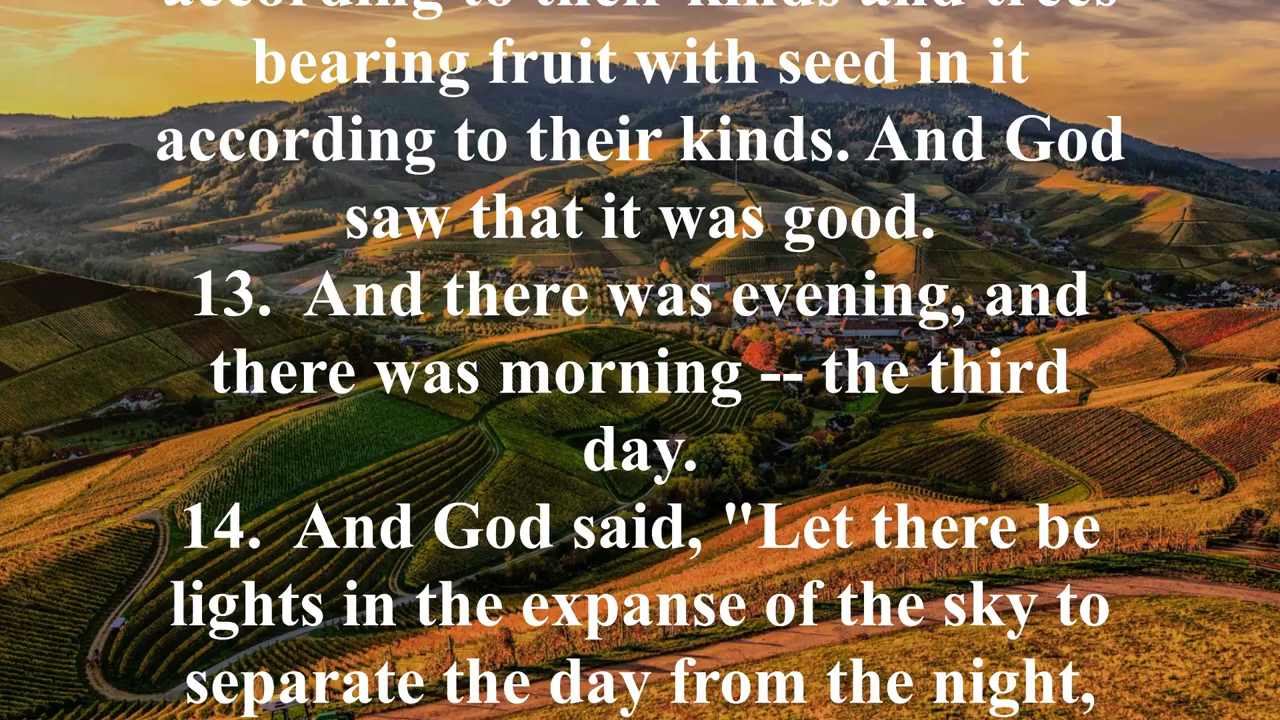 according to their kinds and trees
bearing fruit with seed in it
according to their kinds. And God
saw that it was good.
13.  And there was evening, and
there was morning -- the third
day.
14.  And God said, "Let there be
lights in the expanse of the sky to
separate the day from the night,